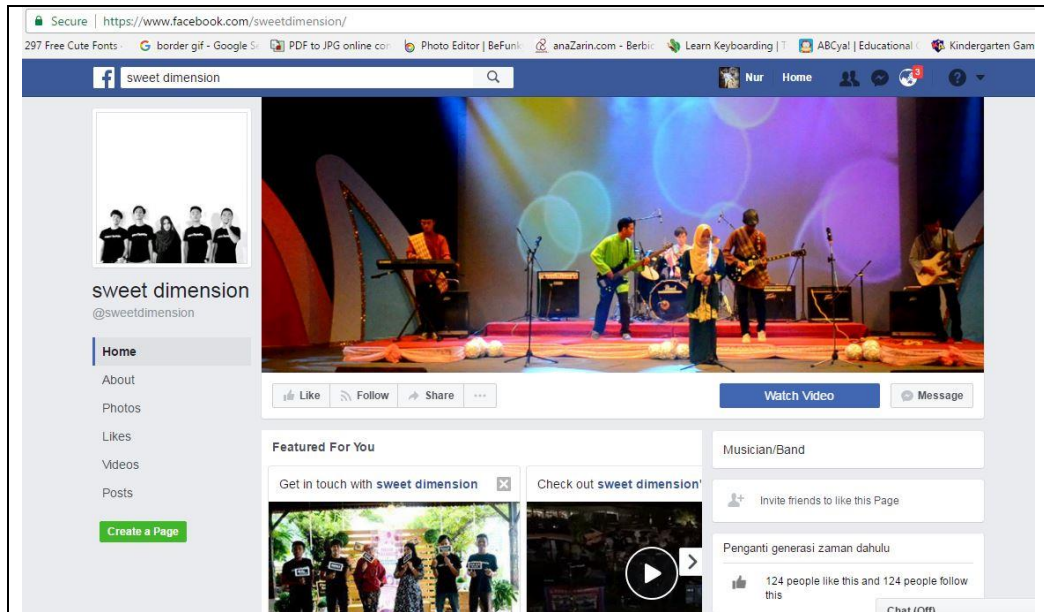 Secure | https://www.facebook.com/sweetdimension/
297 Free Cute Fonts - border gif - Google Se PDF to JPG online con Photo Editor | BeFunk anaZarin.com - Berbic Learn Keyboarding | T ABCya! | Educational Kindergarten Gam
f sweet dimension Nur Home 3 ?
sweet dimension
@sweetdimension
Home
About
Photos
Likes
Videos
Posts
Create a Page
Like Follow Share ... Watch Video Message
Featured For You
Get in touch with sweet dimension
Check out sweet dimension'
Musician/Band
Invite friends to like this Page
Penganti generasi zaman dahulu
124 people like this and 124 people follow
this
Chat (Off)